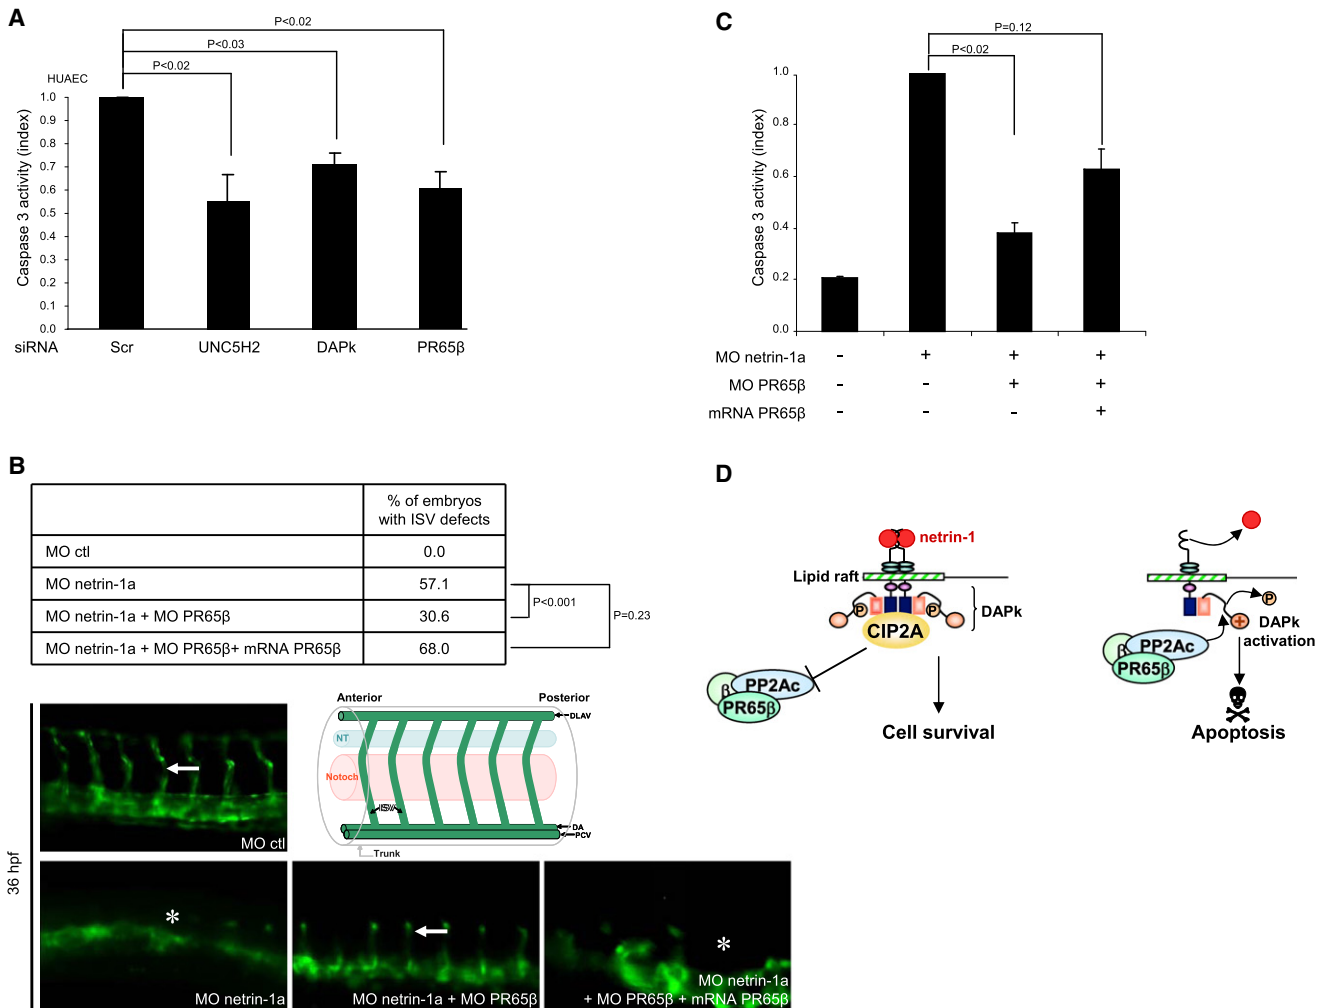 A
P<0.02
P<0.03
P<0.02
HUAEC
Caspase 3 activity (index)
1.0
0.9
0.8
0.7
0.6
0.5
0.4
0.3
0.2
0.1
0.0
siRNA Scr UNC5H2 DAPk PR65β
C
P=0.12
P<0.02
Caspase 3 activity (index)
1.0
0.8
0.6
0.4
0.2
0.0
MO netrin-1a - + + +
MO PR65β - - + +
mRNA PR65β - - - +
B
% of embryos
with ISV defects
MO ctl 0.0
MO netrin-1a 57.1
MO netrin-1a + MO PR65β 30.6
MO netrin-1a + MO PR65β+ mRNA PR65β 68.0
P<0.001
P=0.23
36 hpf
MO ctl
Anterior Posterior
DLAV
NT
Notoch
ISV
DA
PCV
Trunk
*
MO netrin-1a
MO netrin-1a + MO PR65β
*
MO netrin-1a
+ MO PR65β + mRNA PR65β
D
netrin-1
Lipid raft
P P
DAPk
CIP2A
β PP2Ac
PR65β
Cell survival
P
+
DAPk
activation
β PP2Ac
PR65β
Apoptosis